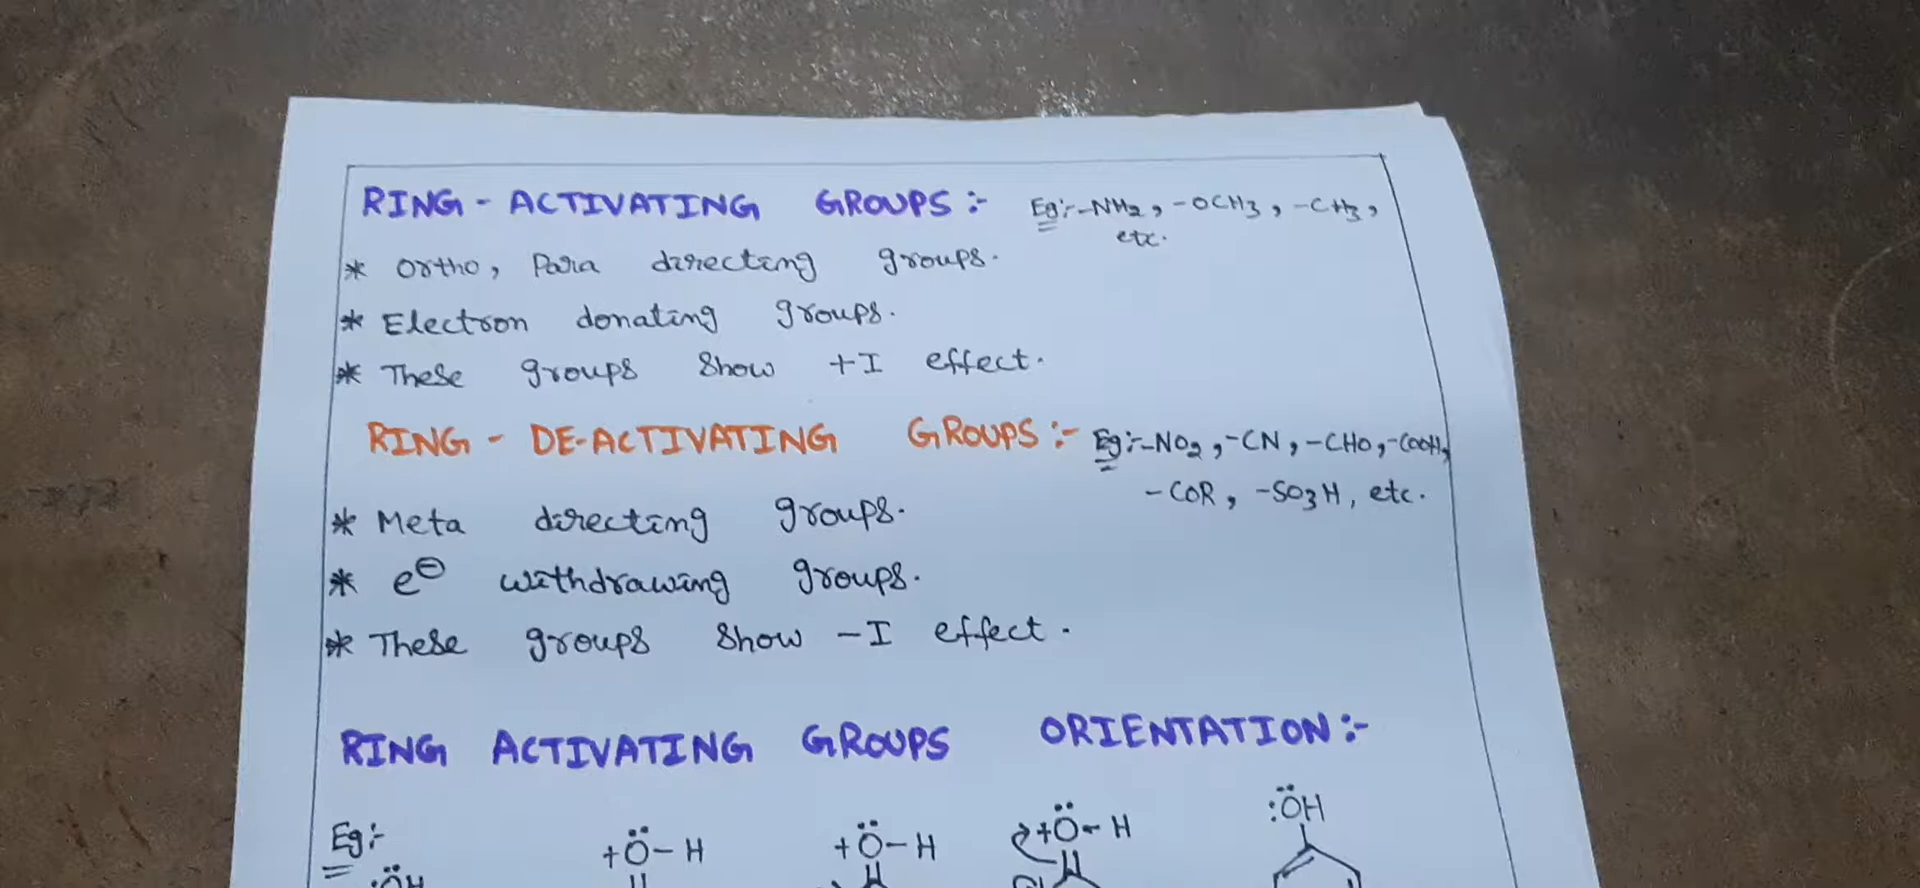 RING - ACTIVATING GROUPS :- Eg:- -NH2, -OCH3, -CH3,
etc.
* Ortho, Para directing groups.
* Electron donating groups.
* These groups show +I effect.
RING - DE-ACTIVATING GROUPS :- Eg:- -NO2, -CN, -CHO, -COOH,
-COR, -SO3H, etc.
* Meta directing groups.
* e⊖ withdrawing groups.
* These groups show -I effect.
RING ACTIVATING GROUPS ORIENTATION :-
Eg:- +Ö-H +Ö-H +Ö-H :ÖH
:ÖH